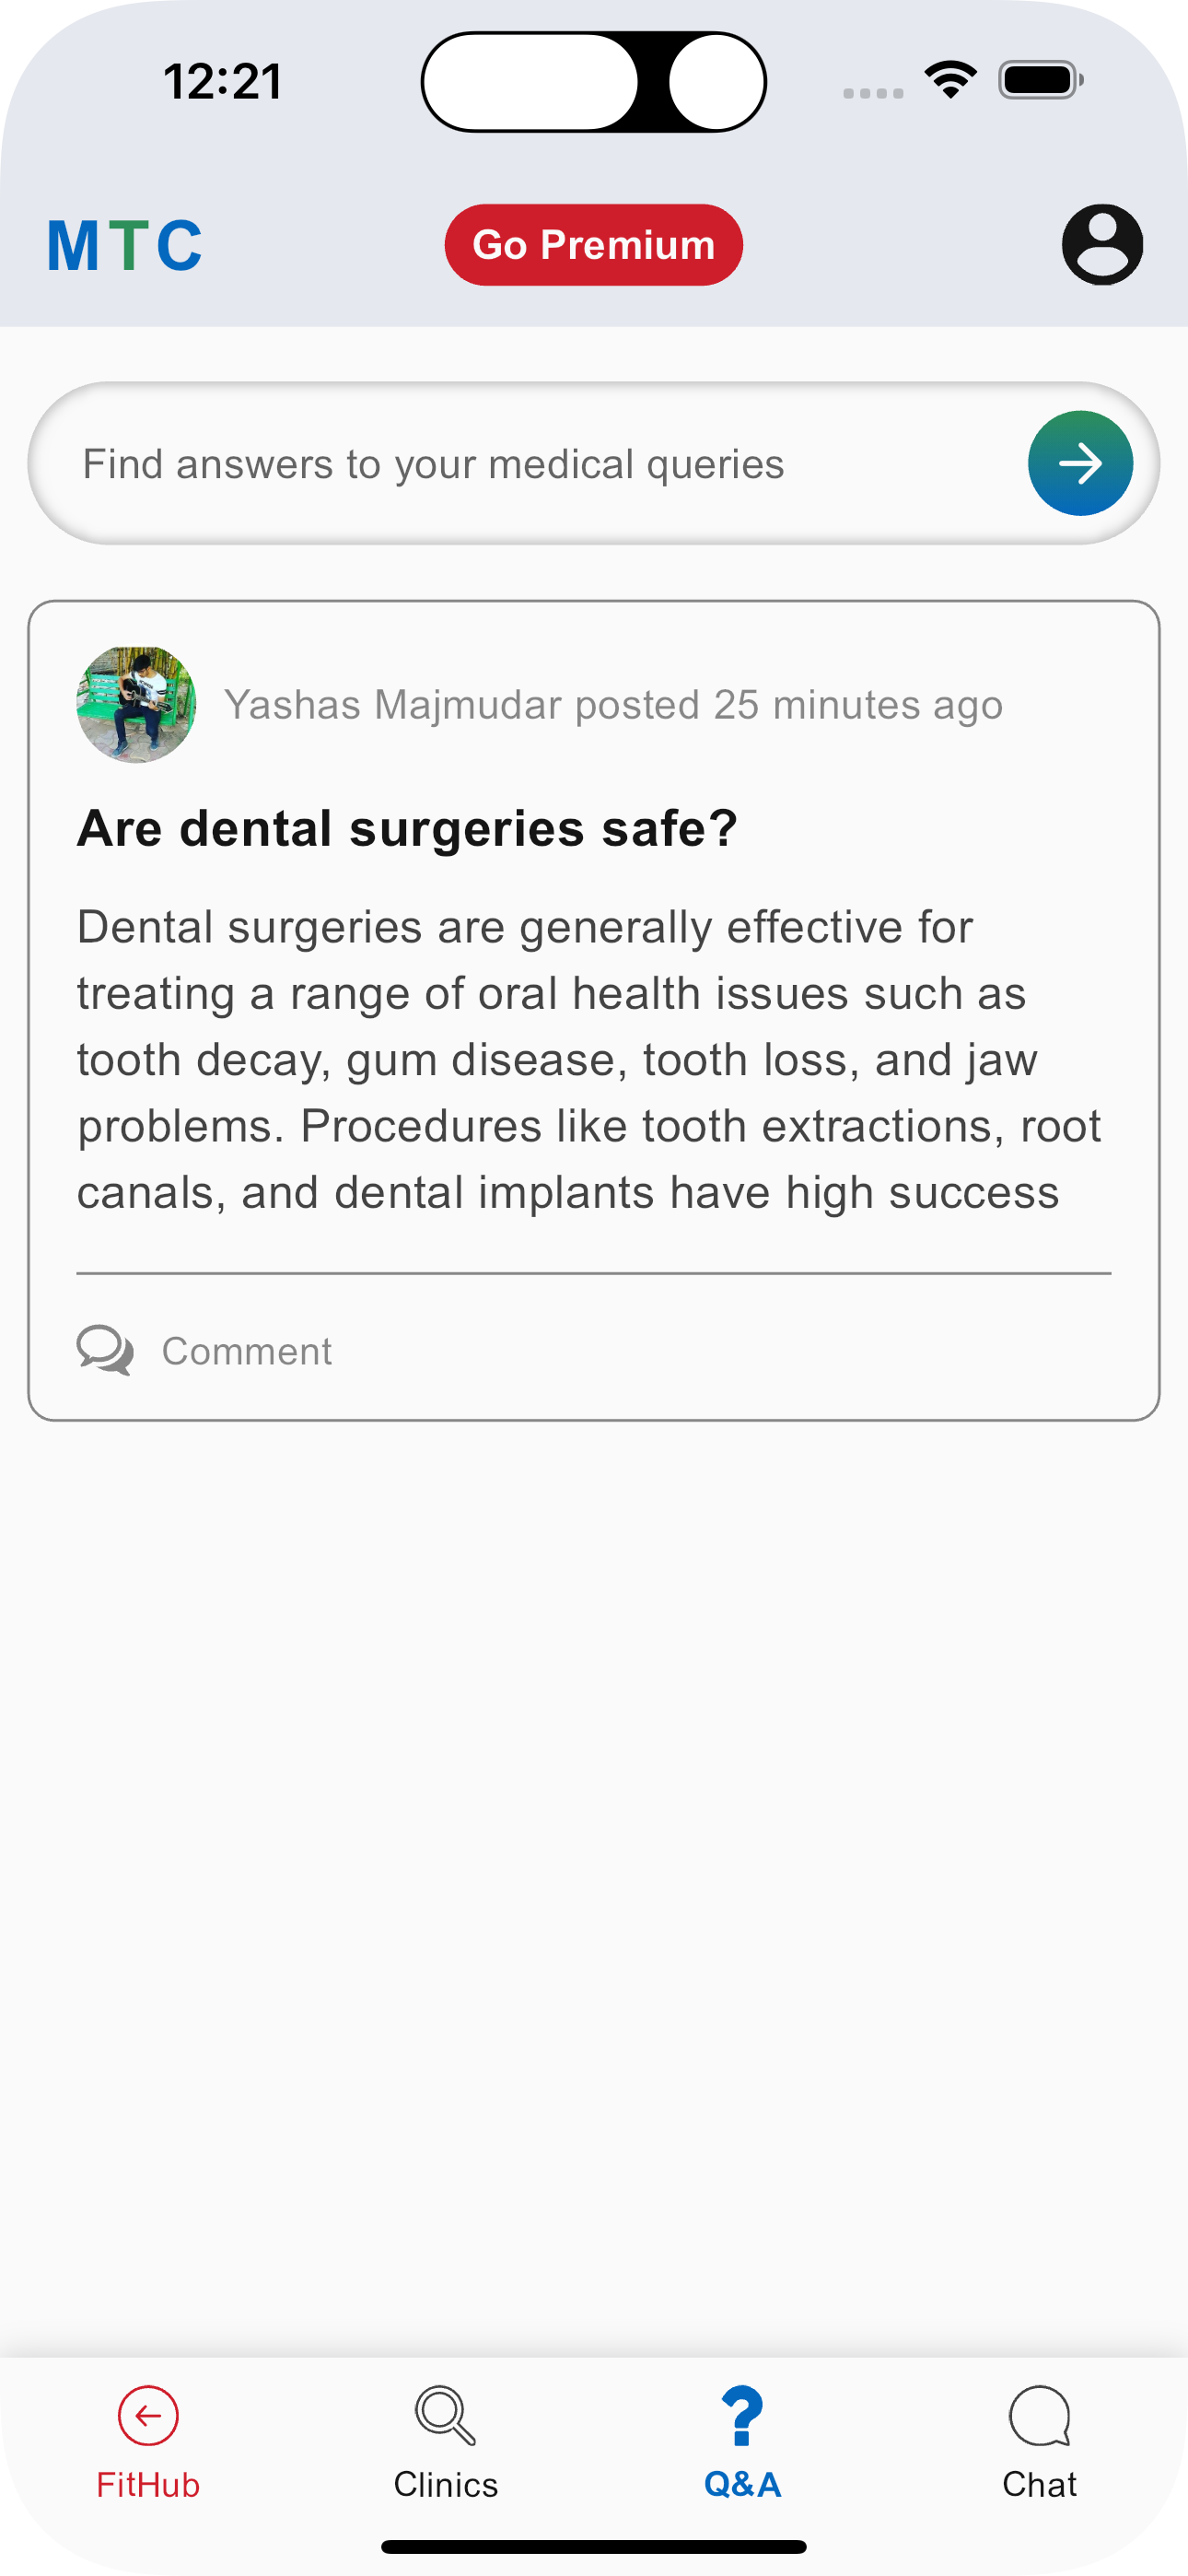 12:21
MTC
Go Premium
Find answers to your medical queries
Yashas Majmudar posted 25 minutes ago
Are dental surgeries safe?
Dental surgeries are generally effective for
treating a range of oral health issues such as
tooth decay, gum disease, tooth loss, and jaw
problems. Procedures like tooth extractions, root
canals, and dental implants have high success
Comment
FitHub
Clinics
Q&A
Chat